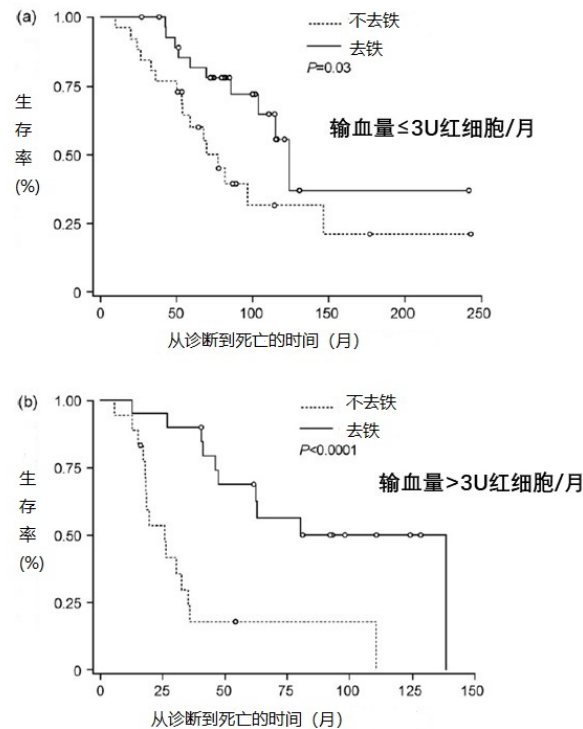 (a)
1.00
0.75
0.50
0.25
0
生存率(%)
不去铁
去铁
P=0.03
输血量≤3U红细胞/月
0 50 100 150 200 250
从诊断到死亡的时间（月）
(b)
1.00
0.75
0.50
0.25
0
生存率(%)
不去铁
去铁
P<0.0001
输血量>3U红细胞/月
0 25 50 75 100 125 150
从诊断到死亡的时间（月）